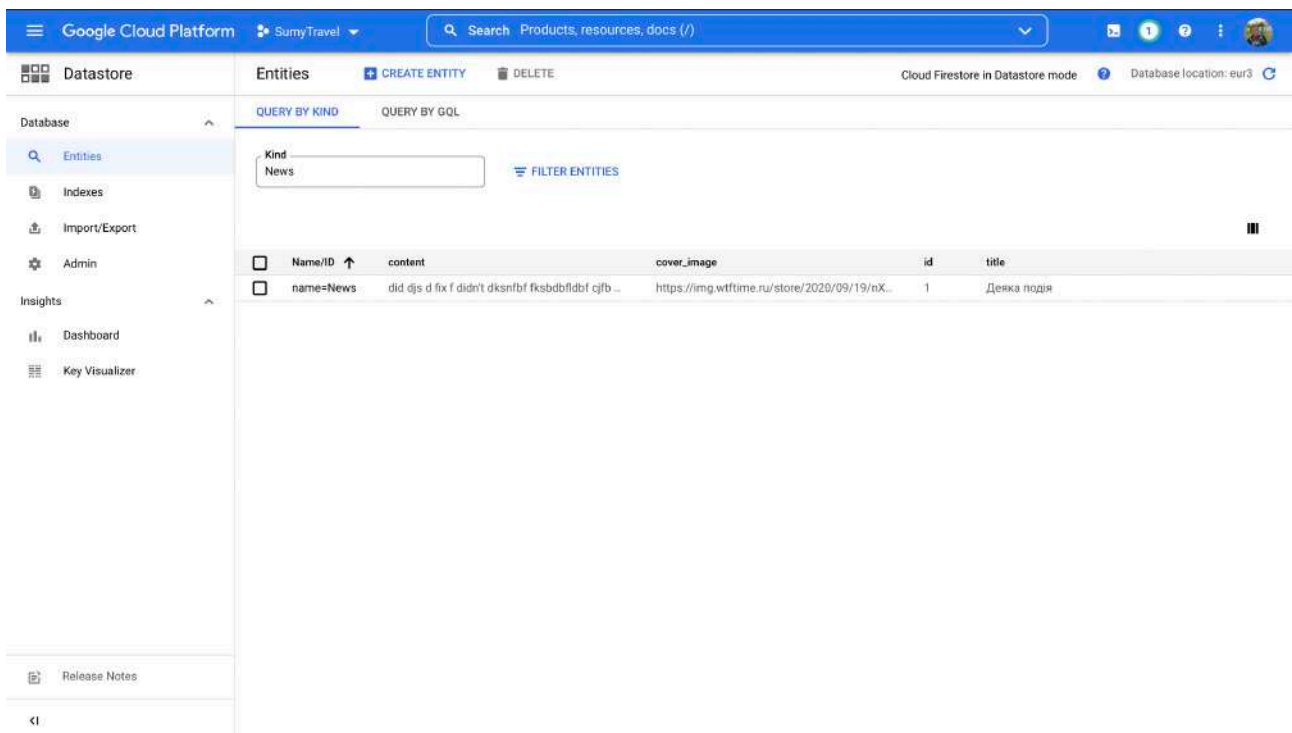 Google Cloud Platform SumyTravel Search Products, resources, docs (/) 1
Datastore Entities CREATE ENTITY DELETE Cloud Firestore in Datastore mode Database location: eur3
Database QUERY BY KIND QUERY BY GQL
Entities
Kind
News FILTER ENTITIES
Indexes
Import/Export
Admin
Name/ID content cover_image id title
name=News did djs d fix f didn't dksnfbf fksbdbfldbf cjfb ... https://img.wtftime.ru/store/2020/09/19/nX... 1 Деяка подія
Insights
Dashboard
Key Visualizer
Release Notes